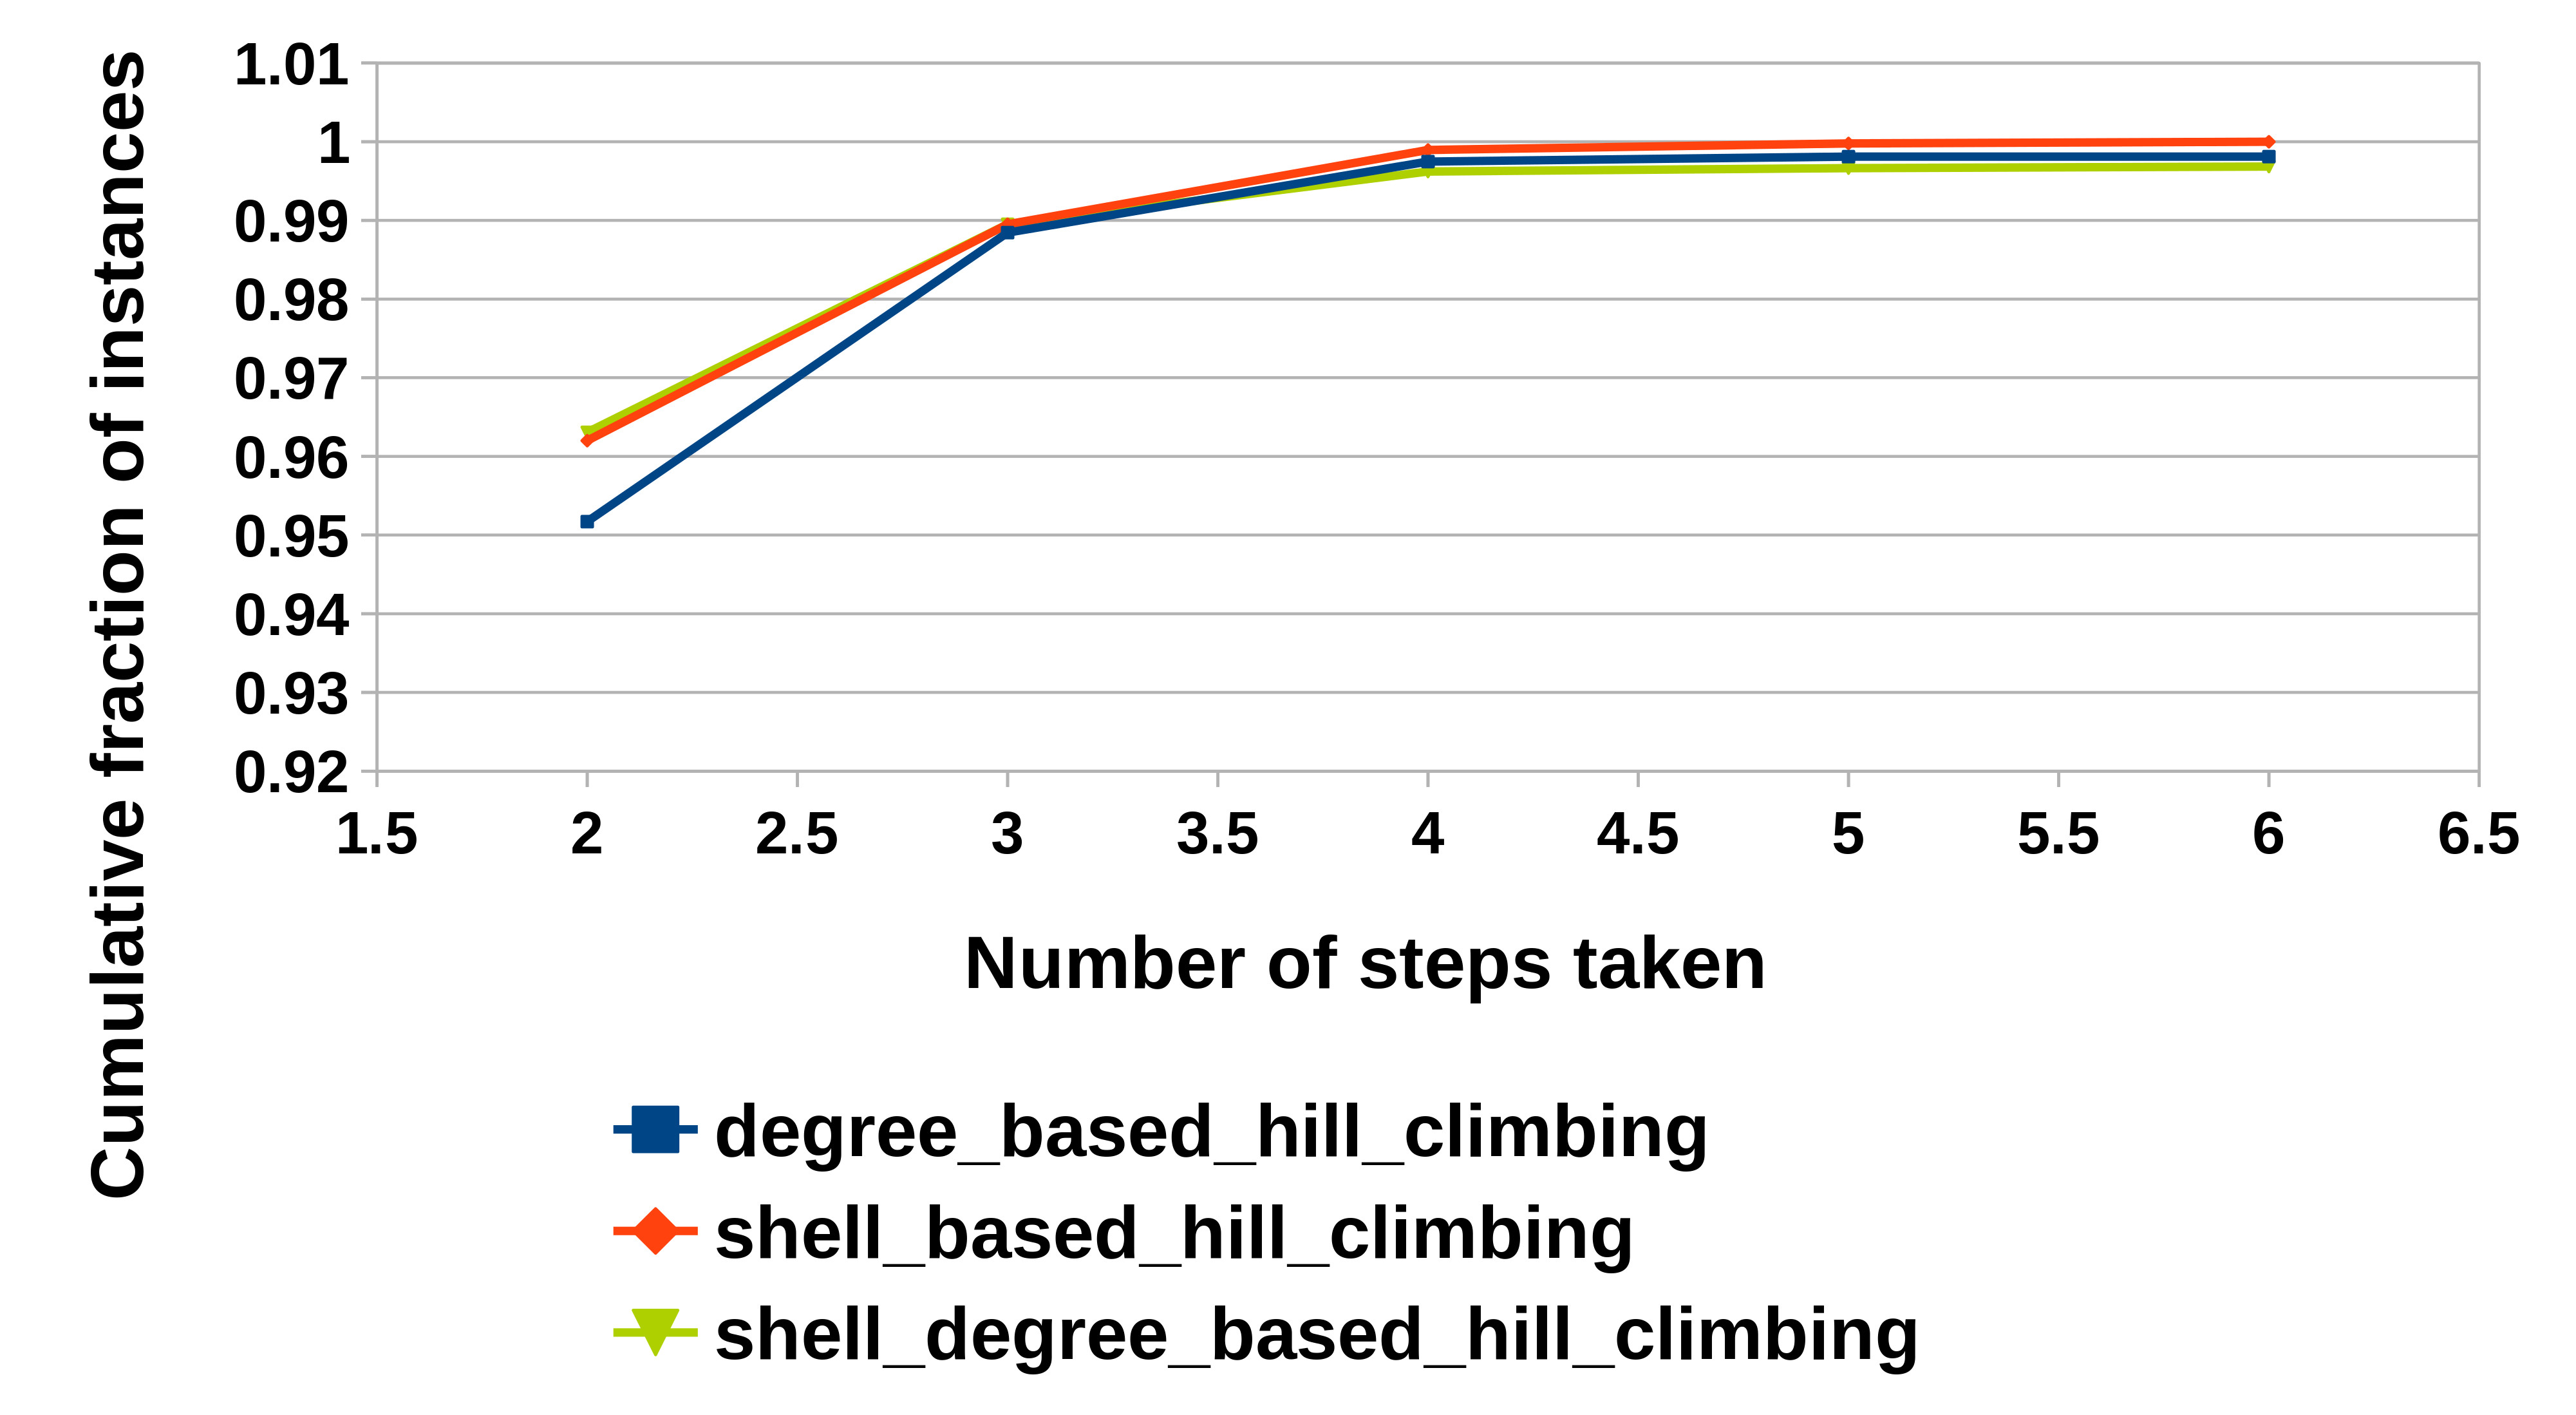 Cumulative fraction of instances
1.01
1
0.99
0.98
0.97
0.96
0.95
0.94
0.93
0.92
1.5 2 2.5 3 3.5 4 4.5 5 5.5 6 6.5
Number of steps taken
degree_based_hill_climbing
shell_based_hill_climbing
shell_degree_based_hill_climbing